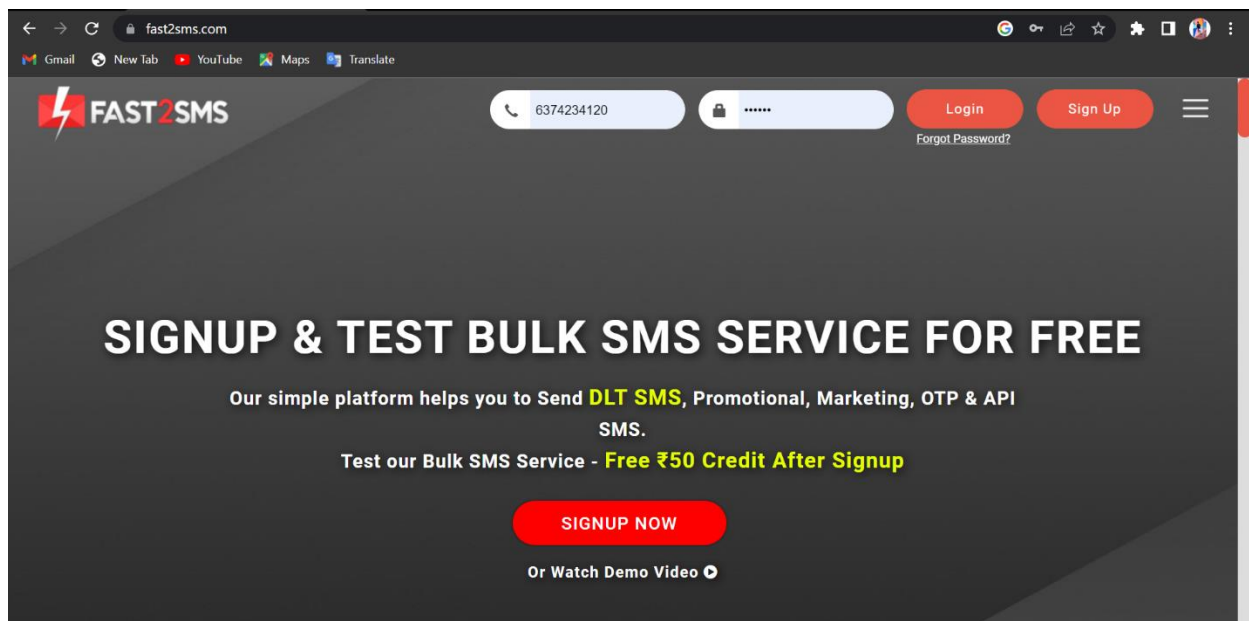 fast2sms.com
Gmail New Tab YouTube Maps Translate
FAST2SMS
6374234120 •••••• Login Sign Up
Forgot Password?
SIGNUP & TEST BULK SMS SERVICE FOR FREE
Our simple platform helps you to Send DLT SMS, Promotional, Marketing, OTP & API
SMS.
Test our Bulk SMS Service - Free ₹50 Credit After Signup
SIGNUP NOW
Or Watch Demo Video